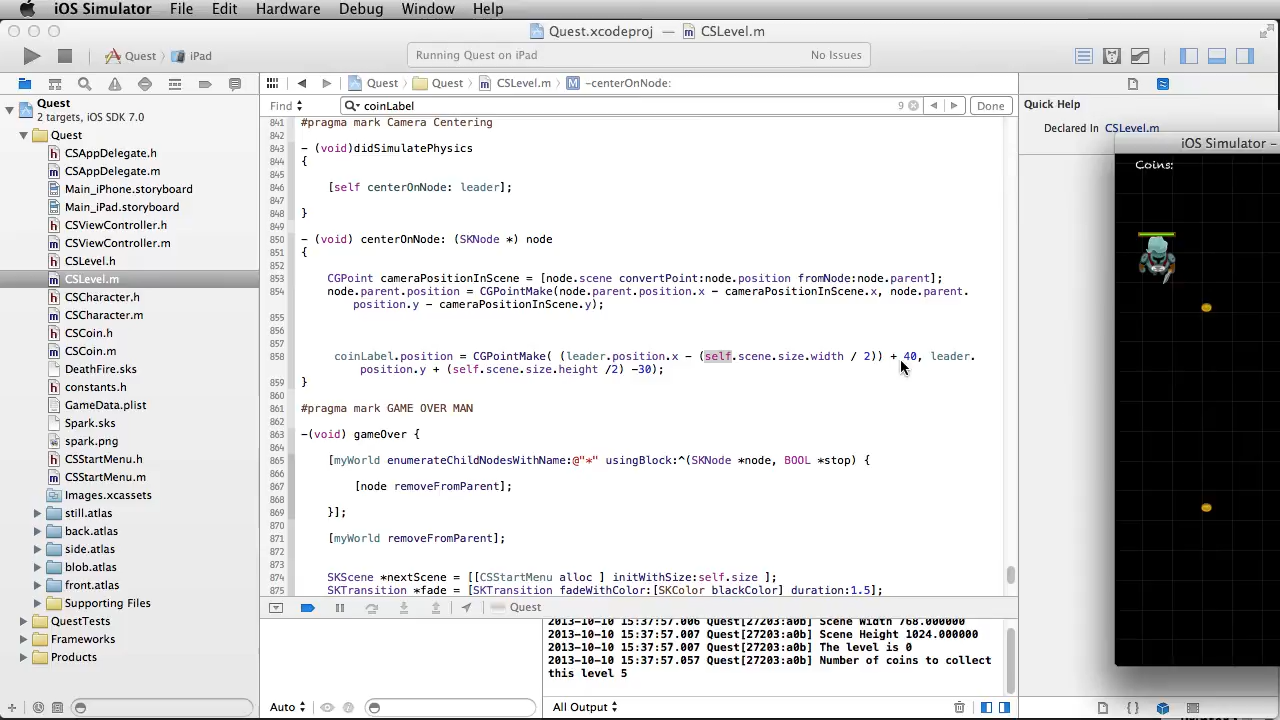 iOS Simulator File Edit Hardware Debug Window Help
Quest.xcodeproj — CSLevel.m
Quest iPad
Running Quest on iPad No Issues
Quest Quest CSLevel.m M -centerOnNode:
Find coinLabel 9 Done
Quick Help
Declared In CSLevel.m
iOS Simulator –
Coins:
Quest
2 targets, iOS SDK 7.0
Quest
CSAppDelegate.h
CSAppDelegate.m
Main_iPhone.storyboard
Main_iPad.storyboard
CSViewController.h
CSViewController.m
CSLevel.h
CSLevel.m
CSCharacter.h
CSCharacter.m
CSCoin.h
CSCoin.m
DeathFire.sks
constants.h
GameData.plist
Spark.sks
spark.png
CSStartMenu.h
CSStartMenu.m
Images.xcassets
still.atlas
back.atlas
side.atlas
blob.atlas
front.atlas
Supporting Files
QuestTests
Frameworks
Products
841 #pragma mark Camera Centering
842
843 - (void)didSimulatePhysics
844 {
845
846 [self centerOnNode: leader];
847
848 }
849
850 - (void) centerOnNode: (SKNode *) node
851 {
852
853 CGPoint cameraPositionInScene = [node.scene convertPoint:node.position fromNode:node.parent];
854 node.parent.position = CGPointMake(node.parent.position.x - cameraPositionInScene.x, node.parent.
position.y - cameraPositionInScene.y);
855
856
857
858 coinLabel.position = CGPointMake( (leader.position.x - (self.scene.size.width / 2)) + 40, leader.
position.y + (self.scene.size.height /2) -30);
859 }
860
861 #pragma mark GAME OVER MAN
862
863 -(void) gameOver {
864
865 [myWorld enumerateChildNodesWithName:@"*" usingBlock:^(SKNode *node, BOOL *stop) {
866
867 [node removeFromParent];
868
869 }];
870
871 [myWorld removeFromParent];
872
873
874 SKScene *nextScene = [[CSStartMenu alloc ] initWithSize:self.size ];
875 SKTransition *fade = [SKTransition fadeWithColor:[SKColor blackColor] duration:1.5];
Quest
2013-10-10 15:37:57.006 Quest[27203:a0b] Scene Width 768.000000
2013-10-10 15:37:57.007 Quest[27203:a0b] Scene Height 1024.000000
2013-10-10 15:37:57.007 Quest[27203:a0b] The level is 0
2013-10-10 15:37:57.057 Quest[27203:a0b] Number of coins to collect
this level 5
Auto All Output